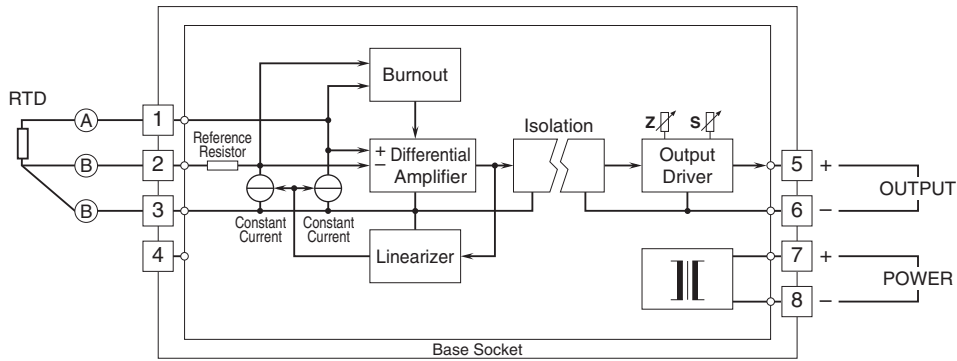 RTD
A
B
B
1
2
3
4
Reference
Resistor
Burnout
+
−
Differential
Amplifier
Constant
Current
Constant
Current
Linearizer
Isolation
Z
S
Output
Driver
5
6
7
8
+
−
OUTPUT
+
−
POWER
Base Socket